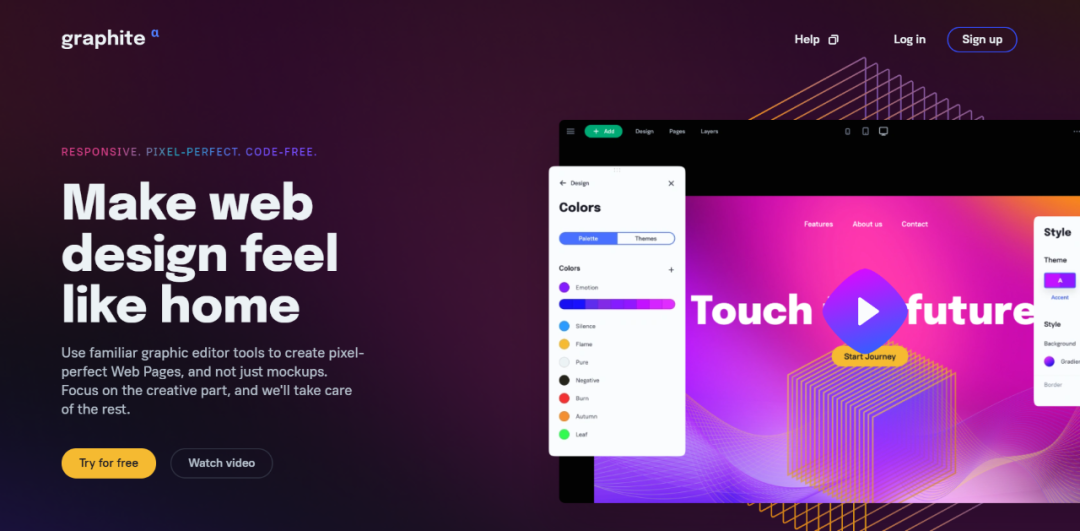 graphite α
Help
Log in
Sign up
RESPONSIVE. PIXEL-PERFECT. CODE-FREE.
Make web
design feel
like home
Use familiar graphic editor tools to create pixel-
perfect Web Pages, and not just mockups.
Focus on the creative part, and we'll take care
of the rest.
Try for free
Watch video
+ Add
Design
Pages
Layers
Design
Colors
Palette
Themes
Colors
Emotion
Silence
Flame
Pure
Negative
Burn
Autumn
Leaf
Features
About us
Contact
Touch
future
Start Journey
Style
Theme
A
Accent
Style
Background
Border